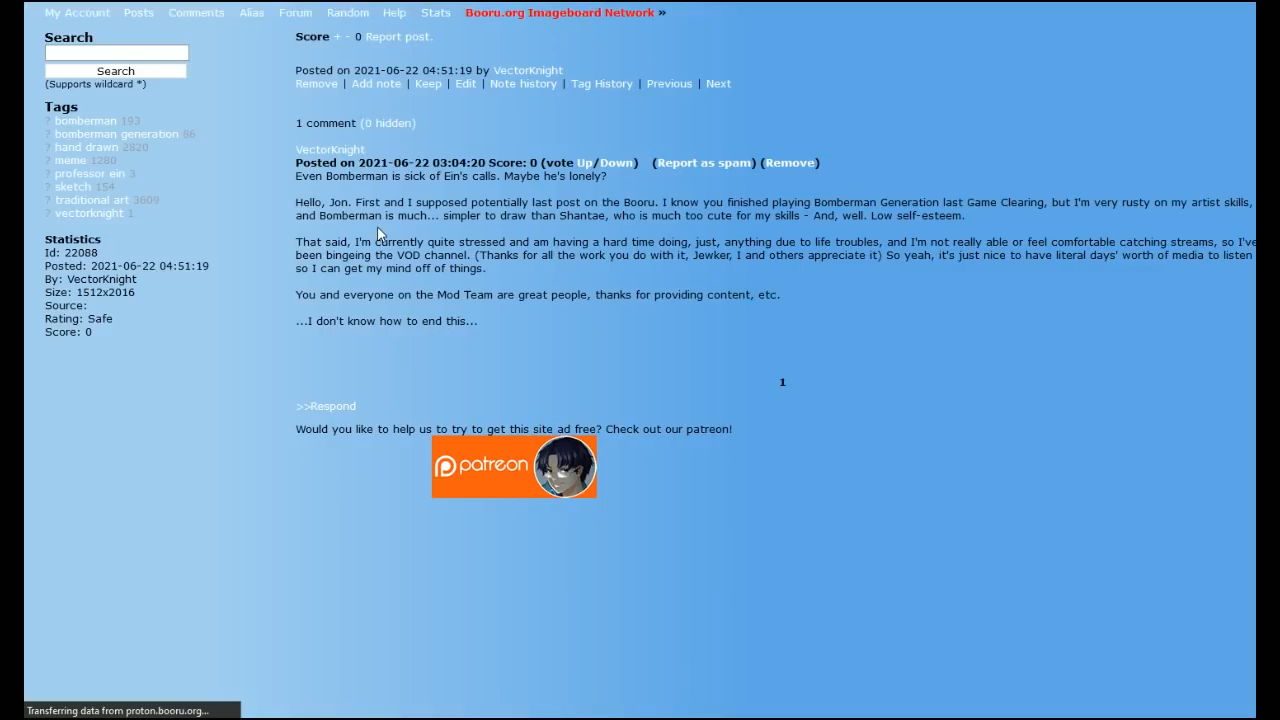 My Account Posts Comments Alias Forum Random Help Stats Booru.org Imageboard Network »
Search
Search
(Supports wildcard *)
Tags
? bomberman 193
? bomberman generation 66
? hand drawn 2820
? meme 1280
? professor ein 3
? sketch 154
? traditional art 3609
? vectorknight 1
Statistics
Id: 22088
Posted: 2021-06-22 04:51:19
By: VectorKnight
Size: 1512x2016
Source:
Rating: Safe
Score: 0
Score + - 0 Report post.
Posted on 2021-06-22 04:51:19 by VectorKnight
Remove | Add note | Keep | Edit | Note history | Tag History | Previous | Next
1 comment (0 hidden)
VectorKnight
Posted on 2021-06-22 03:04:20 Score: 0 (vote Up/Down) (Report as spam) (Remove)
Even Bomberman is sick of Ein's calls. Maybe he's lonely?
Hello, Jon. First and I supposed potentially last post on the Booru. I know you finished playing Bomberman Generation last Game Clearing, but I'm very rusty on my artist skills,
and Bomberman is much... simpler to draw than Shantae, who is much too cute for my skills - And, well. Low self-esteem.
That said, I'm currently quite stressed and am having a hard time doing, just, anything due to life troubles, and I'm not really able or feel comfortable catching streams, so I've
been bingeing the VOD channel. (Thanks for all the work you do with it, Jewker, I and others appreciate it) So yeah, it's just nice to have literal days' worth of media to listen
so I can get my mind off of things.
You and everyone on the Mod Team are great people, thanks for providing content, etc.
...I don't know how to end this...
1
>>Respond
Would you like to help us to try to get this site ad free? Check out our patreon!
patreon
Transferring data from proton.booru.org...